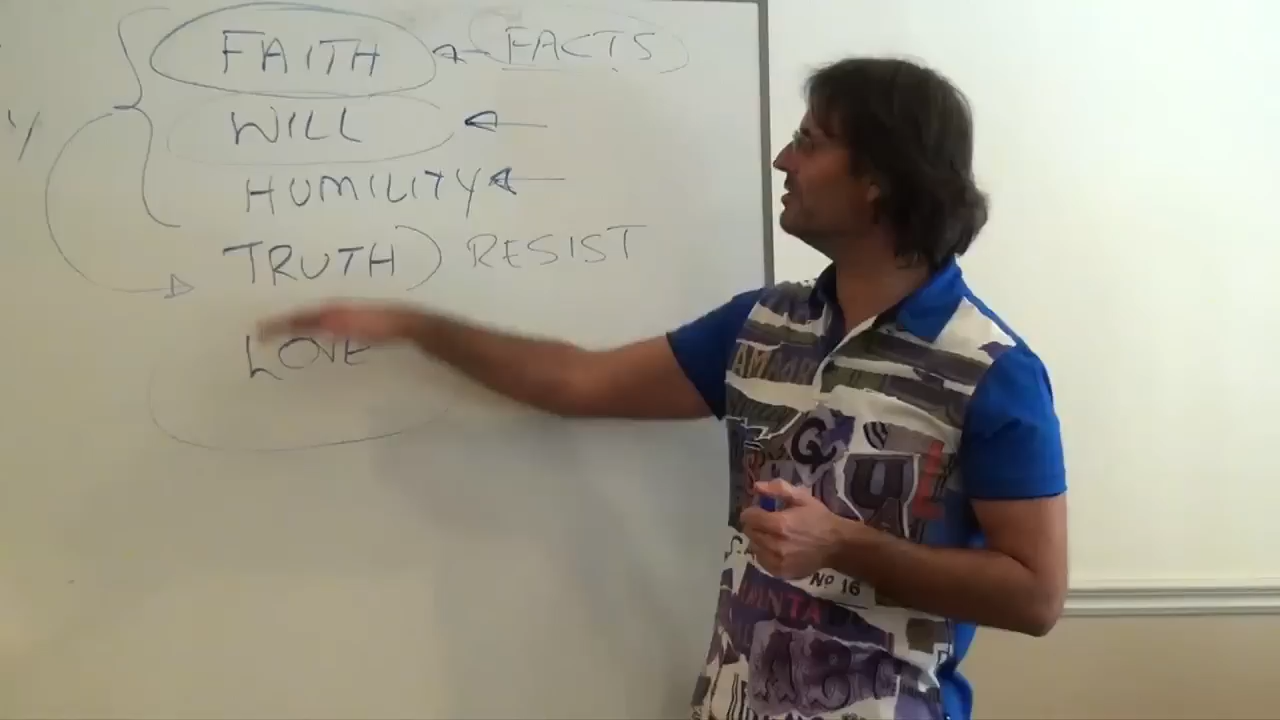 FAITH FACTS
WILL
HUMILITY
TRUTH RESIST
LOVE
Q
Nº 16